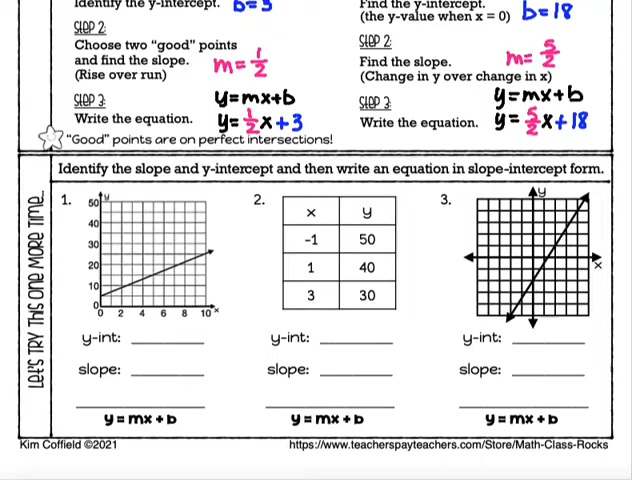 Identify the y-intercept. b=3
Find the y-intercept.
(the y-value when x = 0) b=18
STEP 2:
Choose two "good" points
and find the slope.
(Rise over run)
m=1/2
STEP 2:
Find the slope.
(Change in y over change in x)
m=5/2
STEP 3:
Write the equation.
y=mx+b
y=1/2x+3
STEP 3:
Write the equation.
y=mx+b
y=5/2x+18
"Good" points are on perfect intersections!
LET'S TRY THIS ONE MORE TIME...
Identify the slope and y-intercept and then write an equation in slope-intercept form.
1.
y
50
40
30
20
10
0
0 2 4 6 8 10 x
y-int: ________
slope: ________
y = mx + b
2.
x y
-1 50
1 40
3 30
y-int: ________
slope: ________
y = mx + b
3.
y
x
y-int: ________
slope: ________
y = mx + b
Kim Coffield ©2021
https://www.teacherspayteachers.com/Store/Math-Class-Rocks